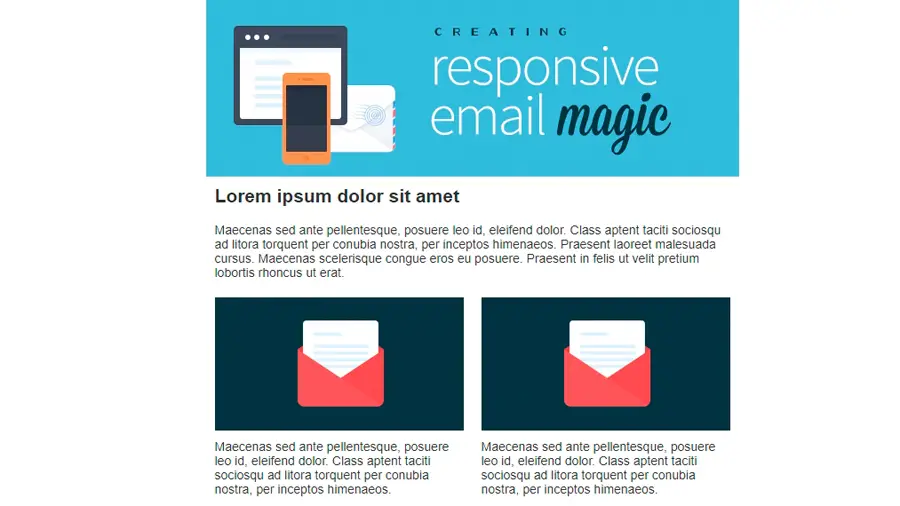 CREATING
responsive
email magic
Lorem ipsum dolor sit amet
Maecenas sed ante pellentesque, posuere leo id, eleifend dolor. Class aptent taciti sociosqu
ad litora torquent per conubia nostra, per inceptos himenaeos. Praesent laoreet malesuada
cursus. Maecenas scelerisque congue eros eu posuere. Praesent in felis ut velit pretium
lobortis rhoncus ut erat.
Maecenas sed ante pellentesque, posuere
leo id, eleifend dolor. Class aptent taciti
sociosqu ad litora torquent per conubia
nostra, per inceptos himenaeos.
Maecenas sed ante pellentesque, posuere
leo id, eleifend dolor. Class aptent taciti
sociosqu ad litora torquent per conubia
nostra, per inceptos himenaeos.